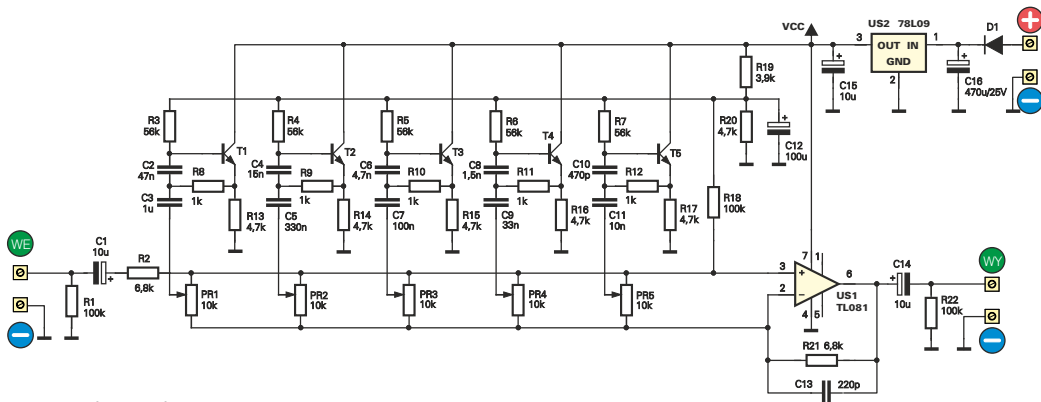 US2 78L09
D1
VCC
3
1
OUT IN
GND
2
C15
10u
C16
470u/25V
R19
3,9k
R20
4,7k
C12
100u
R3
56k
R4
56k
R5
56k
R6
56k
R7
56k
T1
T2
T3
T4
T5
C2
47n
C4
15n
C6
4,7n
C8
1,5n
C10
470p
R8
1k
R9
1k
R10
1k
R11
1k
R12
1k
C3
1u
C5
330n
C7
100n
C9
33n
C11
10n
R13
4,7k
R14
4,7k
R15
4,7k
R16
4,7k
R17
4,7k
R18
100k
WE
C1
10u
R2
6,8k
R1
100k
PR1
10k
PR2
10k
PR3
10k
PR4
10k
PR5
10k
7
1
3
2
6
4
5
US1
TL081
C14
10u
WY
R22
100k
R21 6,8k
C13 220p